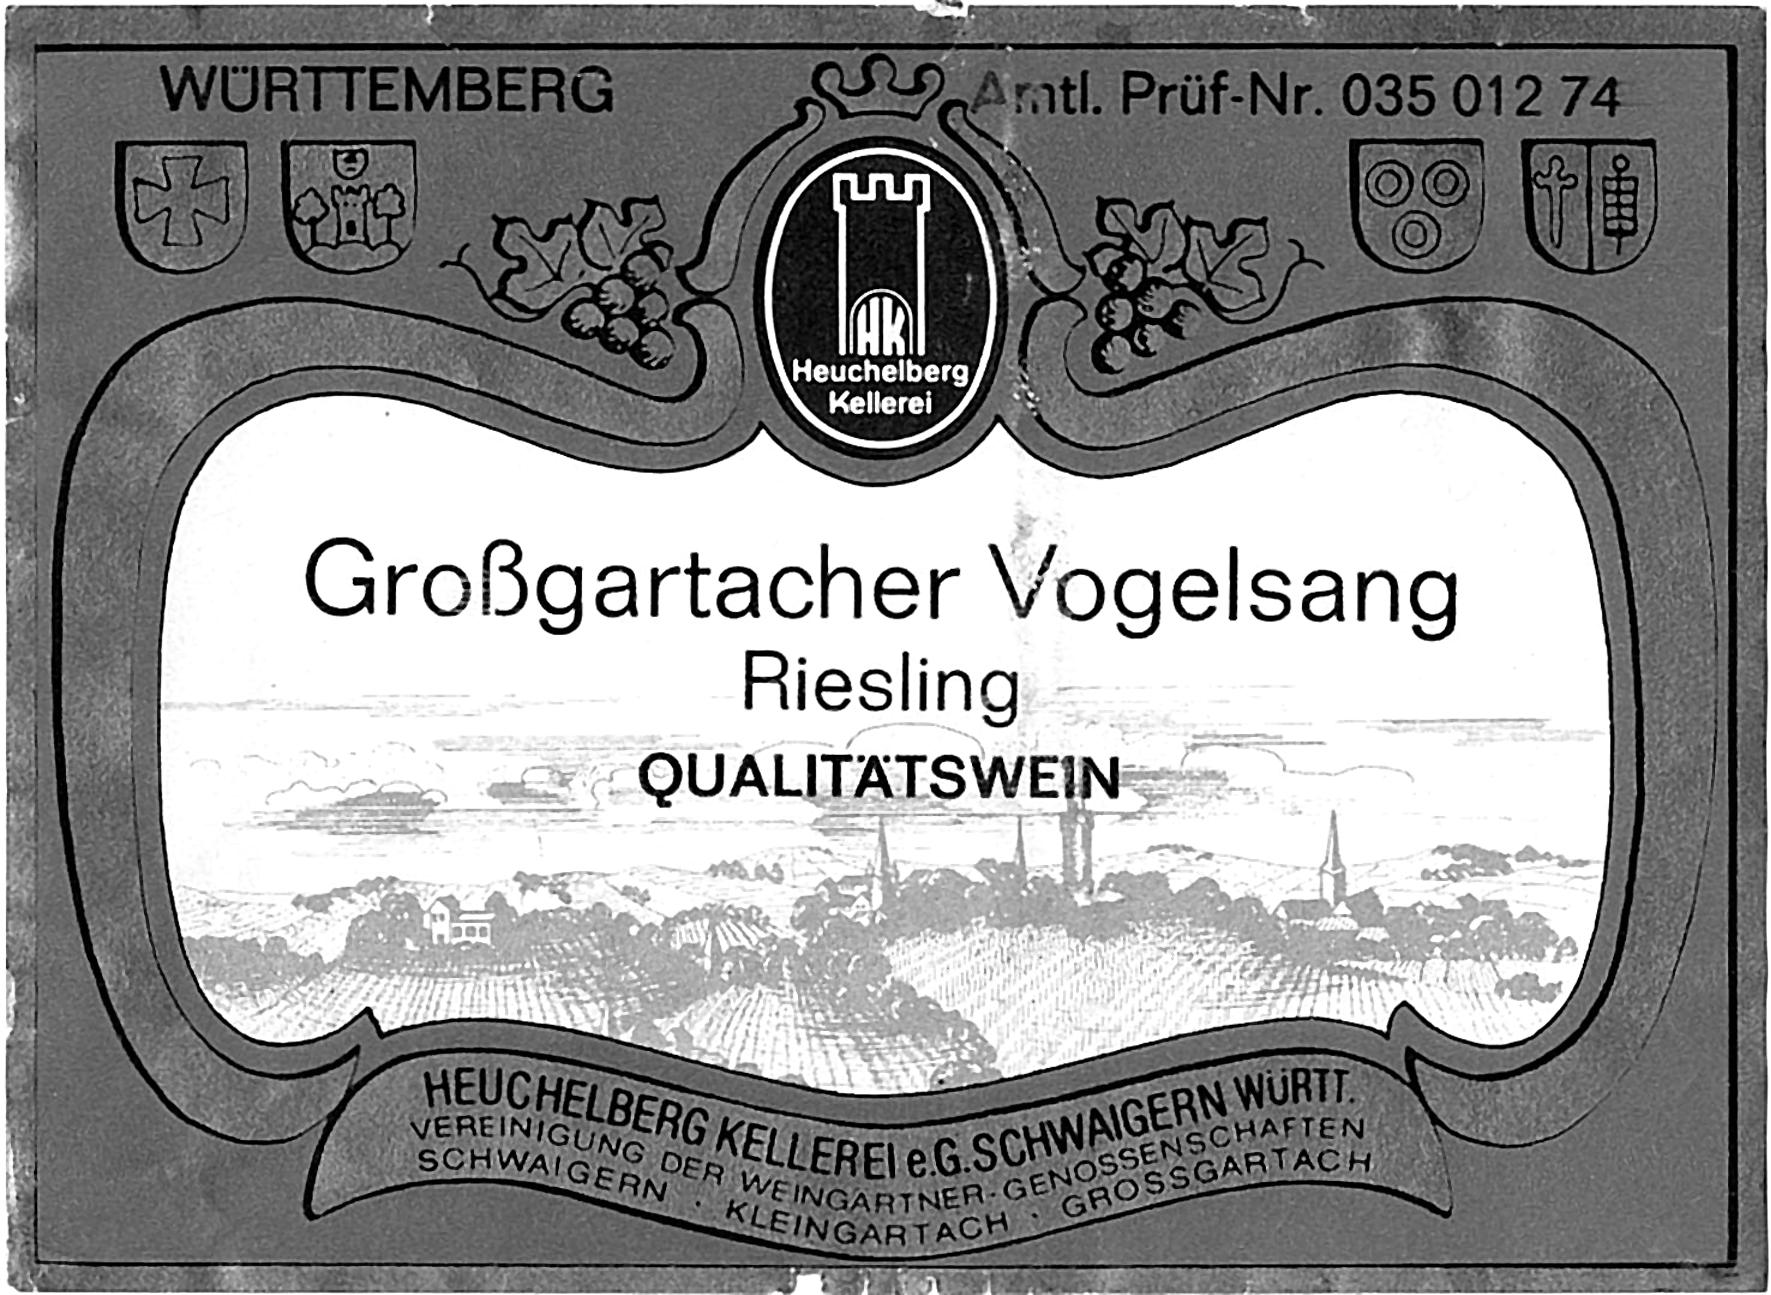 WÜRTTEMBERG
Amtl. Prüf-Nr. 035 012 74
HK
Heuchelberg
Kellerei
Großgartacher Vogelsang
Riesling
QUALITÄTSWEIN
HEUCHELBERG KELLEREI e.G. SCHWAIGERN WÜRTT.
VEREINIGUNG DER WEINGARTNER-GENOSSENSCHAFTEN
SCHWAIGERN · KLEINGARTACH · GROSSGARTACH